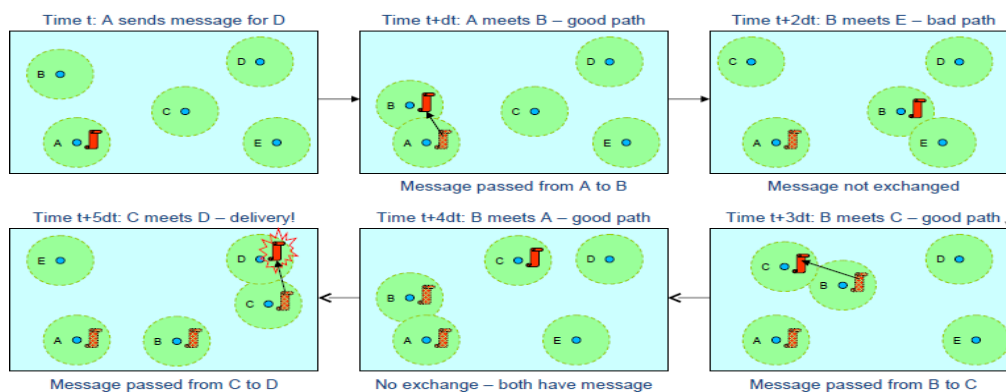 Time t: A sends message for D
Time t+dt: A meets B – good path
Time t+2dt: B meets E – bad path
B
D
C
A
E
B
D
C
A
E
C
D
B
A
E
Message passed from A to B
Message not exchanged
Time t+5dt: C meets D – delivery!
Time t+4dt: B meets A – good path
Time t+3dt: B meets C – good path
E
D
C
A
B
C
D
B
A
E
C
D
B
A
E
Message passed from C to D
No exchange – both have message
Message passed from B to C